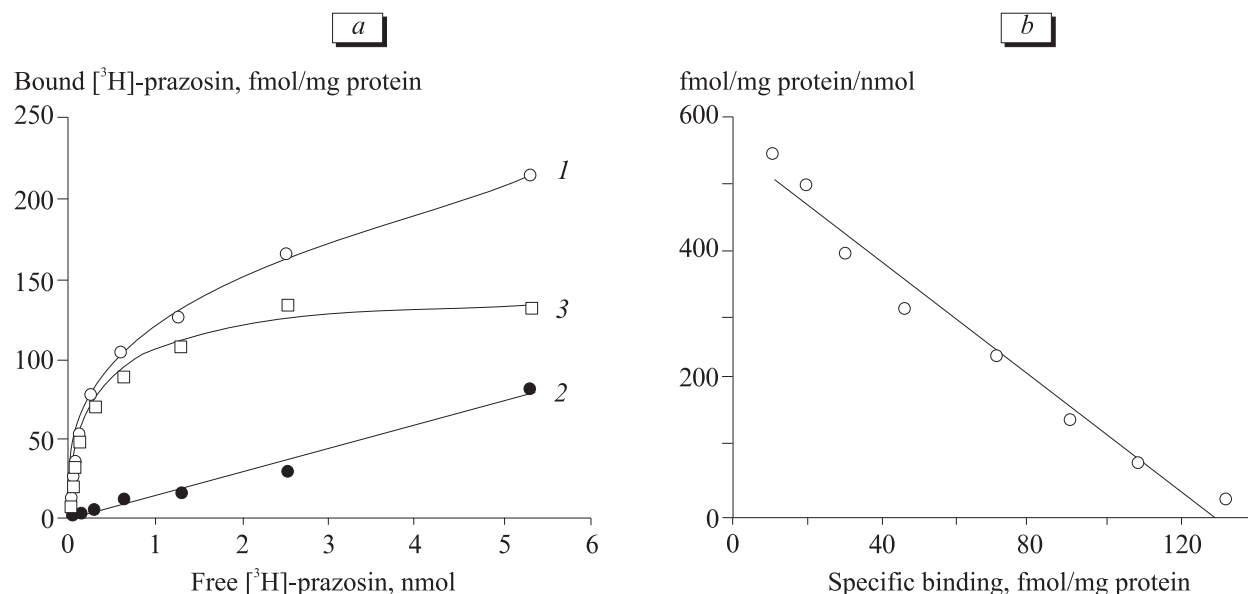 a
Bound [³H]-prazosin, fmol/mg protein
250
200
150
100
50
0
0 1 2 3 4 5 6
Free [³H]-prazosin, nmol
1
3
2
b
fmol/mg protein/nmol
600
400
200
0
0 40 80 120
Specific binding, fmol/mg protein